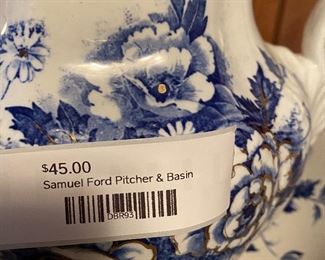 $45.00
Samuel Ford Pitcher & Basin
DBR93